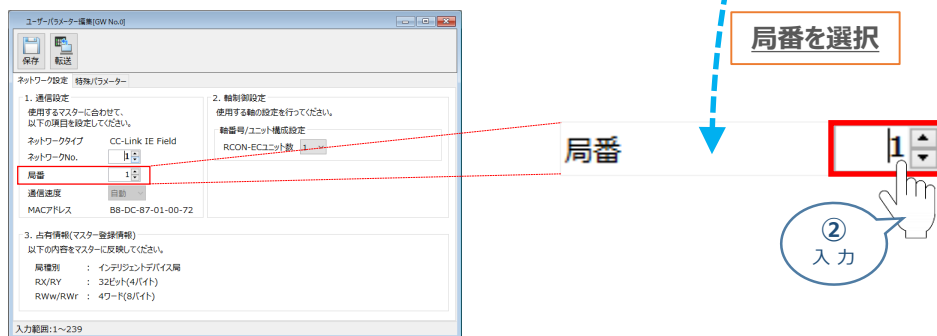 ユーザーパラメーター編集[GW No.0]
保存 転送
ネットワーク設定 特殊パラメーター
1. 通信設定
使用するマスターに合わせて、
以下の項目を設定してください。
ネットワークタイプ CC-Link IE Field
ネットワークNo. 1
局番 1
通信速度 自動
MACアドレス B8-DC-87-01-00-72
2. 軸制御設定
使用する軸の設定を行ってください。
軸番号/ユニット構成設定
RCON-ECユニット数 1
3. 占有情報(マスター登録情報)
以下の内容をマスターに反映してください。
局種別 : インテリジェントデバイス局
RX/RY : 32ビット(4バイト)
RWw/RWr : 4ワード(8バイト)
入力範囲:1～239
局番を選択
局番 1
②
入力